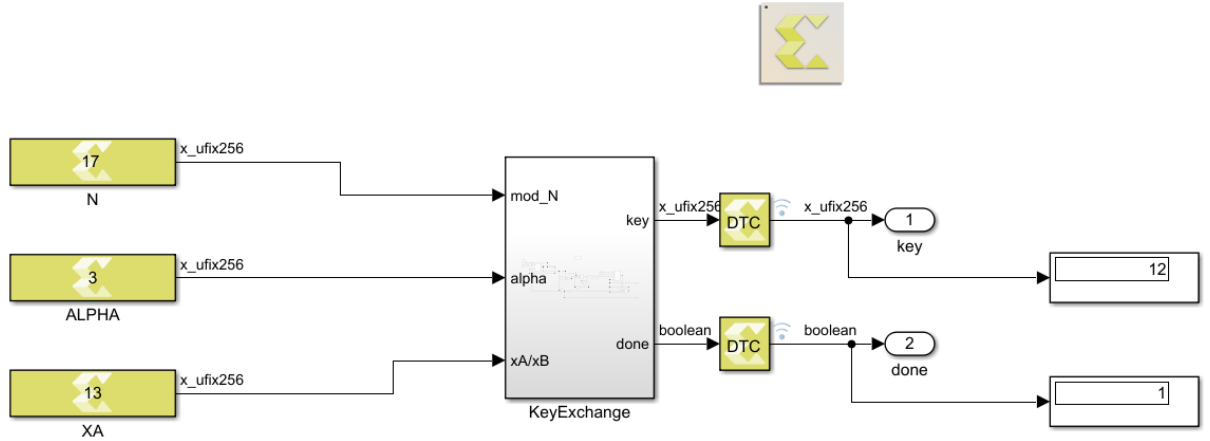 17
x_ufix256
N
3
x_ufix256
ALPHA
13
x_ufix256
XA
mod_N
alpha
xA/xB
key
done
KeyExchange
x_ufix256
DTC
x_ufix256
1
key
12
boolean
DTC
boolean
2
done
1